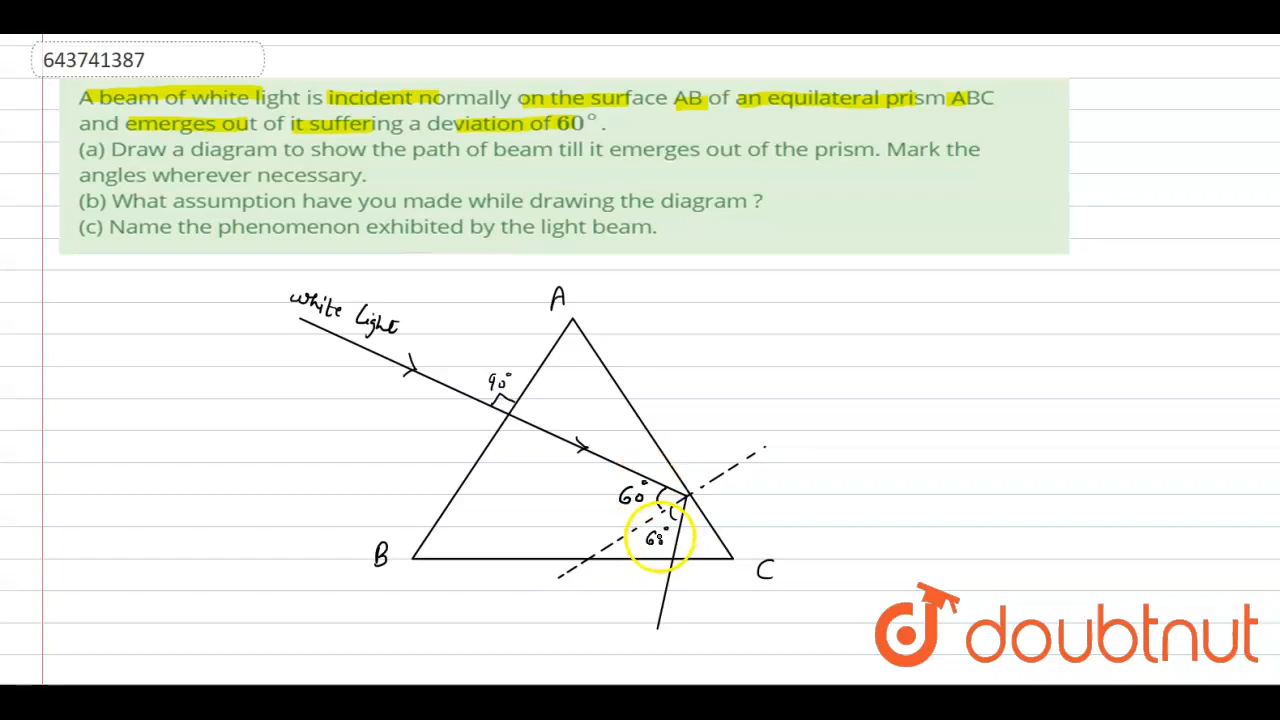 643741387
A beam of white light is incident normally on the surface AB of an equilateral prism ABC
and emerges out of it suffering a deviation of 60°.
(a) Draw a diagram to show the path of beam till it emerges out of the prism. Mark the
angles wherever necessary.
(b) What assumption have you made while drawing the diagram ?
(c) Name the phenomenon exhibited by the light beam.
A
white light
90°
60°
60°
B
C
doubtnut